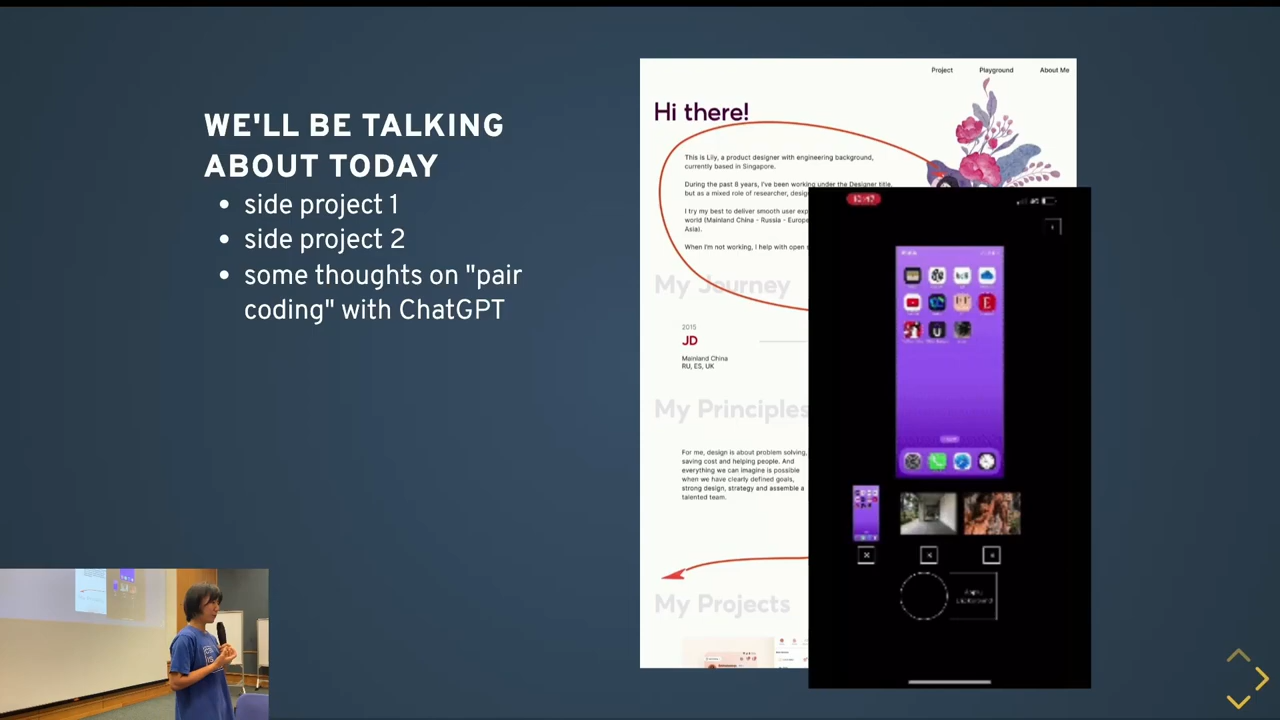 WE'LL BE TALKING
ABOUT TODAY
side project 1
side project 2
some thoughts on "pair
coding" with ChatGPT
Project Playground About Me
Hi there!
This is Lily, a product designer with engineering background,
currently based in Singapore.
During the past 8 years, I've been working under the Designer title,
but as a mixed role of researcher,
I try my best to deliver smooth user
world (Mainland China - Russia -
Asia).
When I'm not working, I help with open
My Journey
2015
JD
Mainland China
RU, ES, UK
My Principles
For me, design is about problem solving,
saving cost and helping people. And
everything we can imagine is possible
when we have clearly defined goals,
strong design, strategy and assemble a
talented team.
My Projects